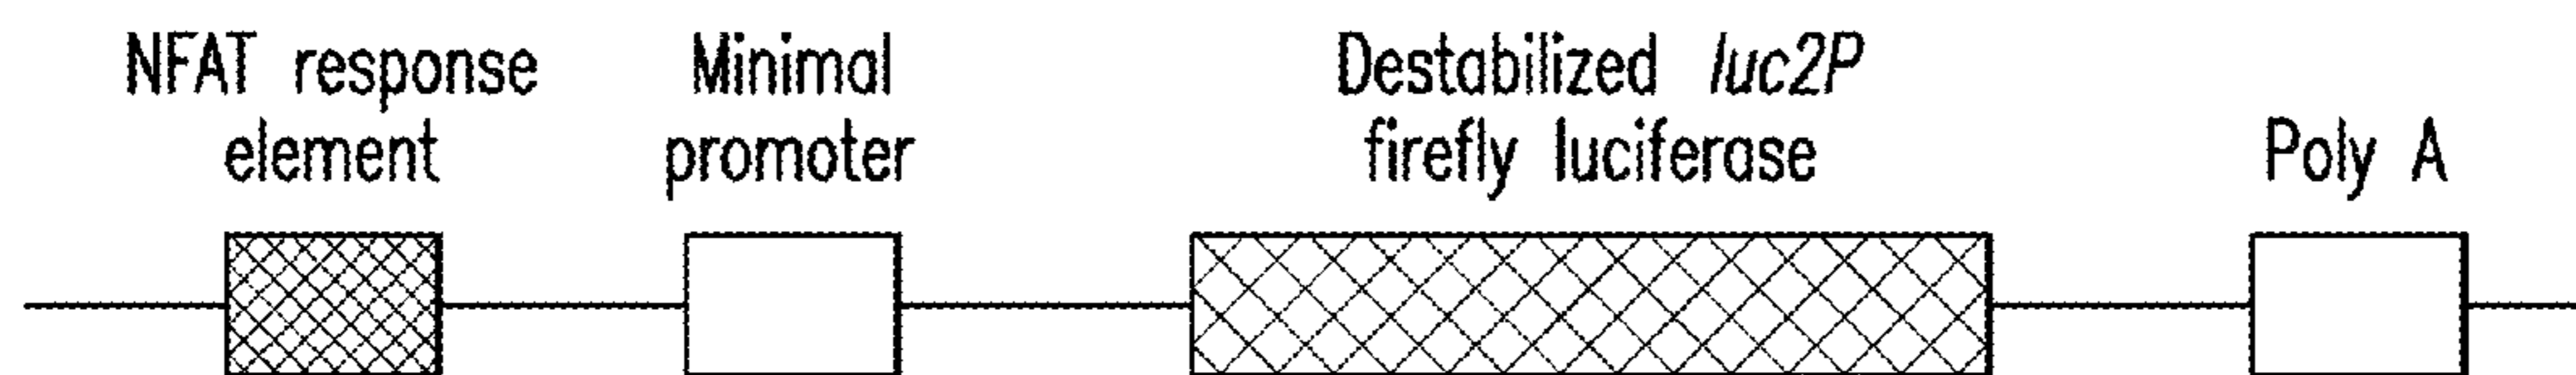 NFAT response
element
Minimal
promoter
Destabilized luc2P
firefly luciferase
Poly A